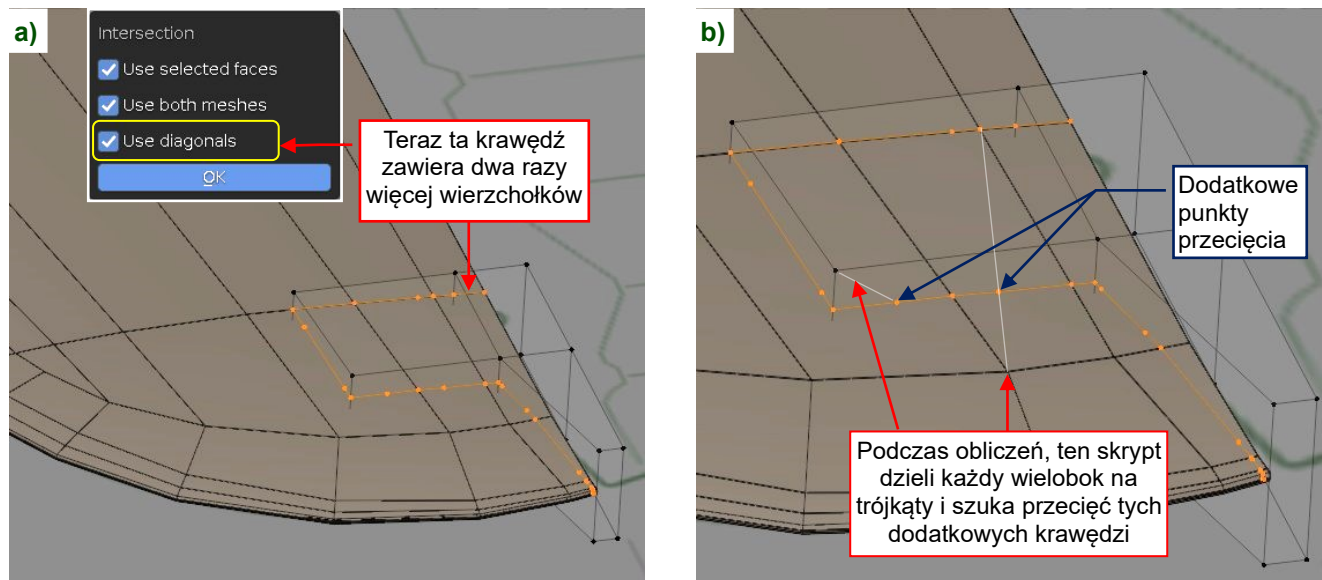 a)
Intersection
Use selected faces
Use both meshes
Use diagonals
OK
Teraz ta krawędź
zawiera dwa razy
więcej wierzchołków
b)
Dodatkowe
punkty
przecięcia
Podczas obliczeń, ten skrypt
dzieli każdy wielobok na
trójkąty i szuka przecięć tych
dodatkowych krawędzi